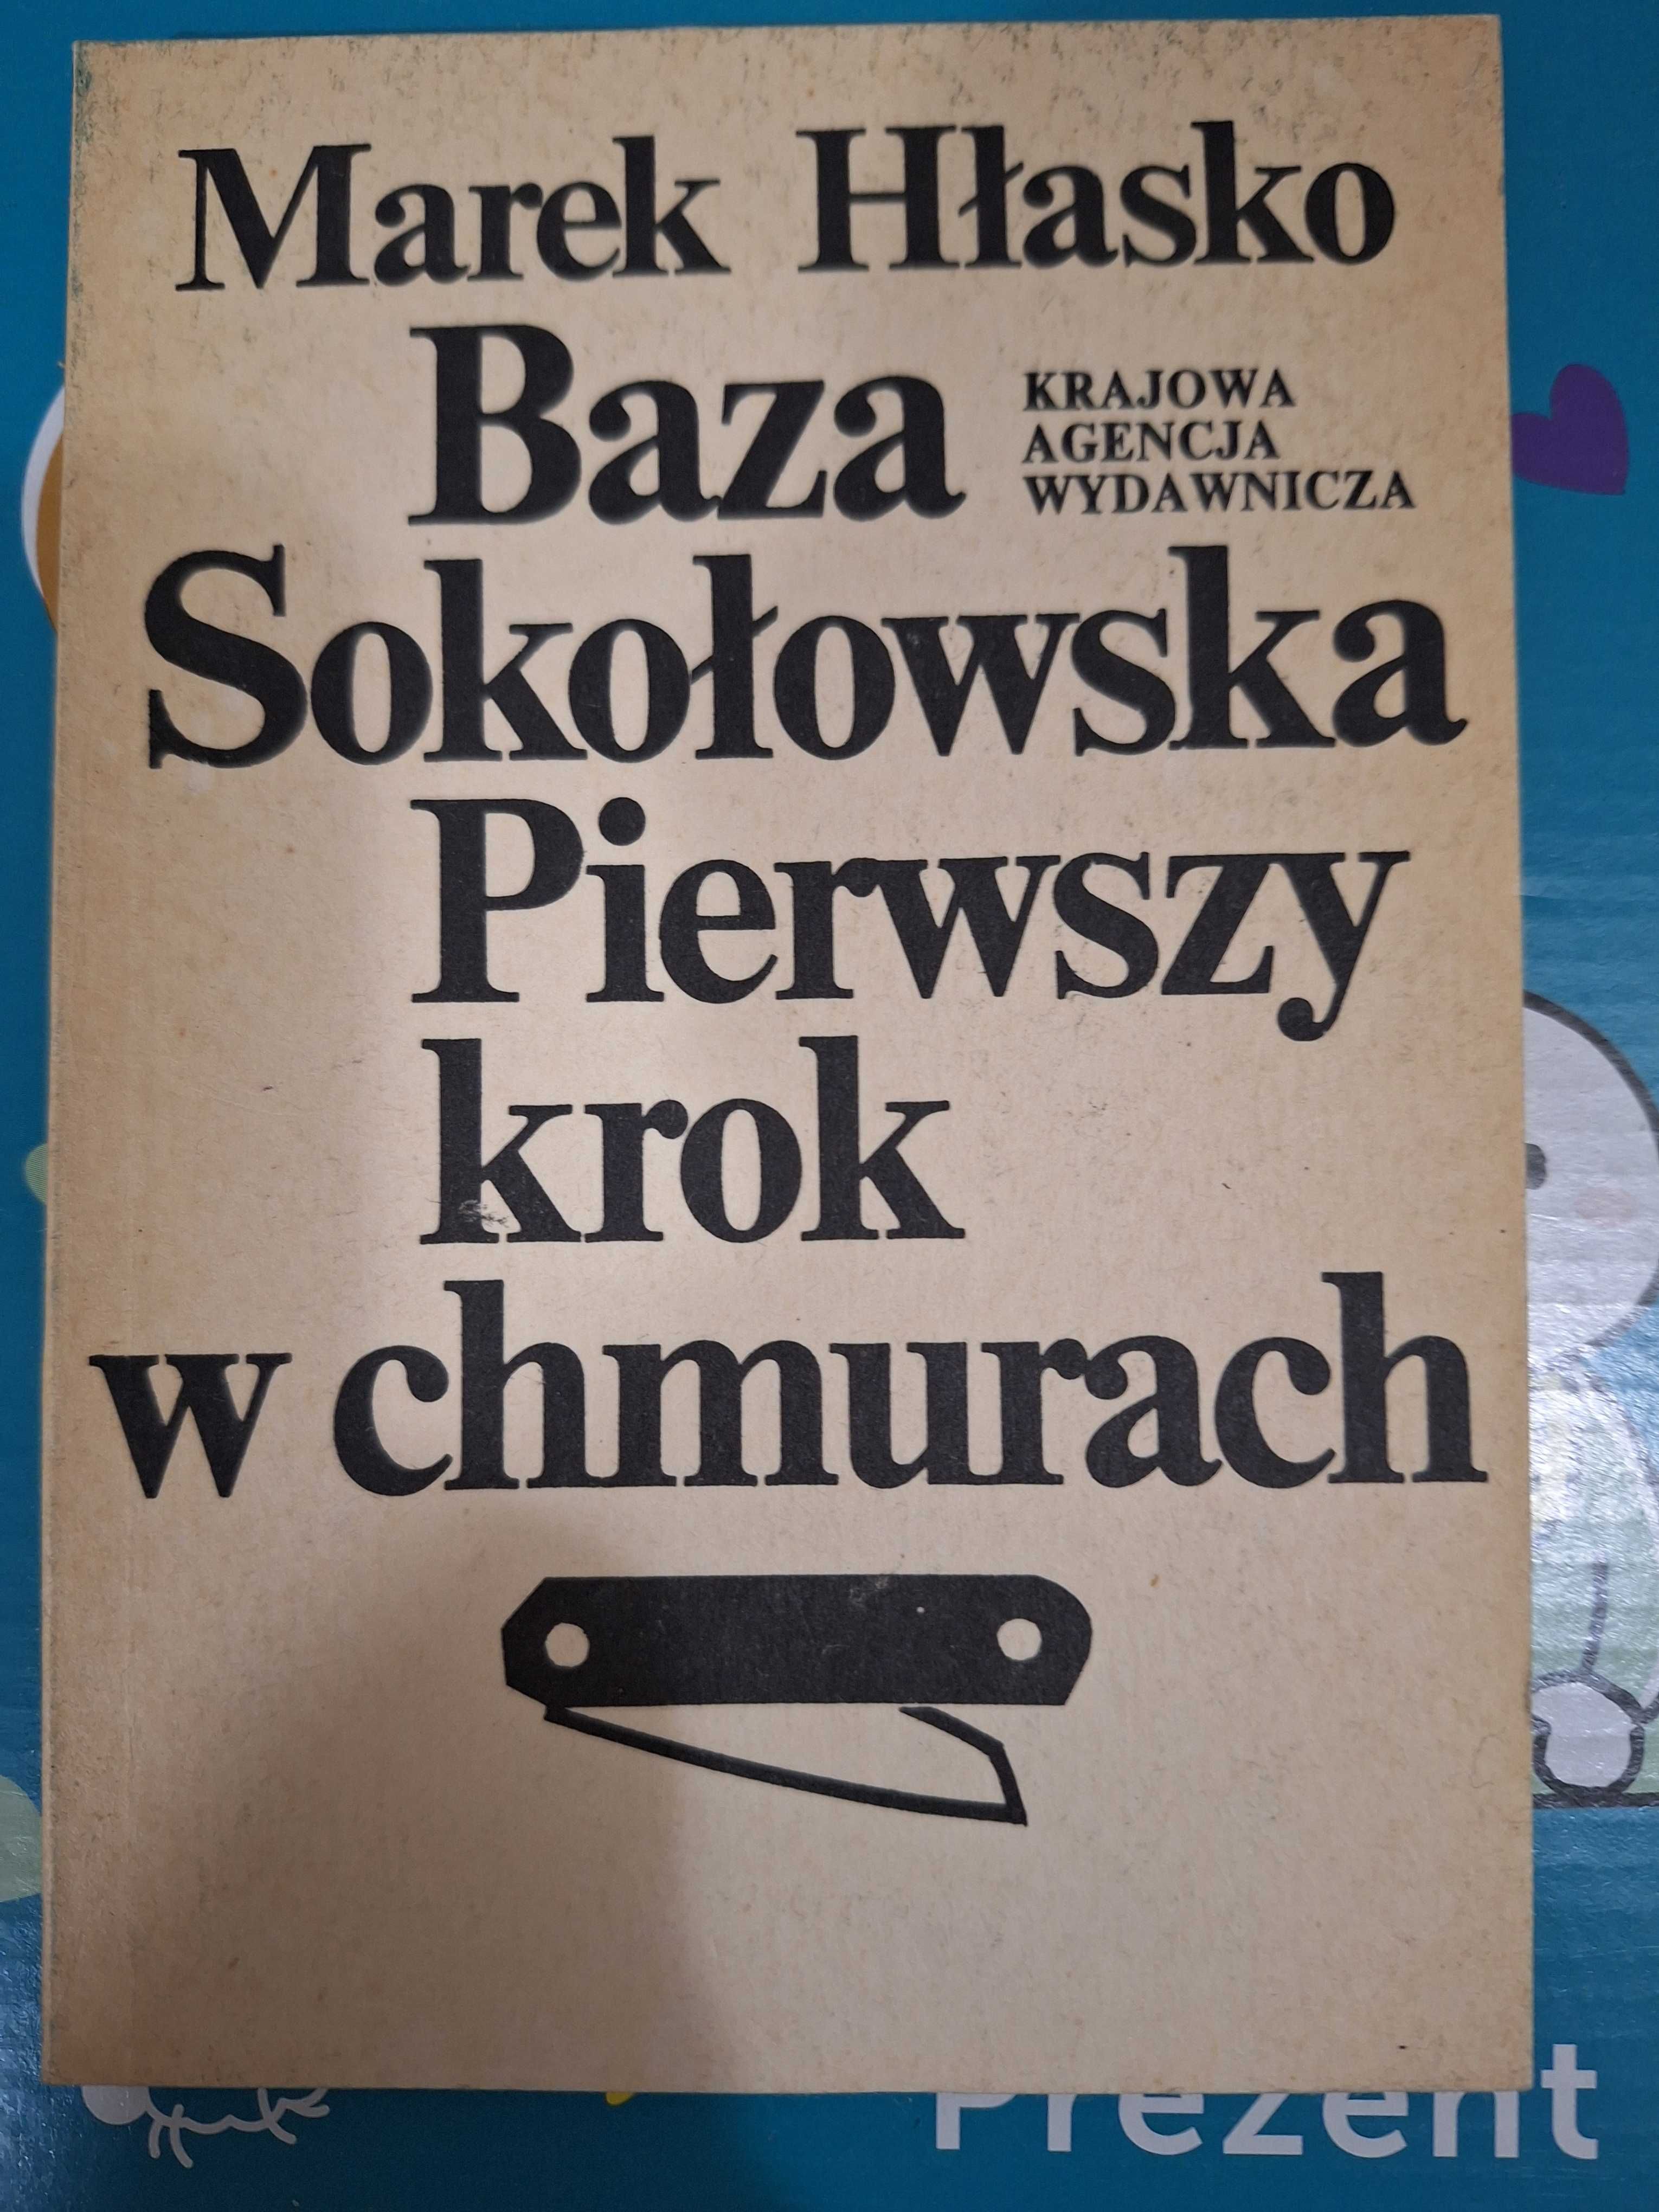 Marek Hłasko
Baza
KRAJOWA
AGENCJA
WYDAWNICZA
Sokołowska
Pierwszy
krok
w chmurach
Prezent